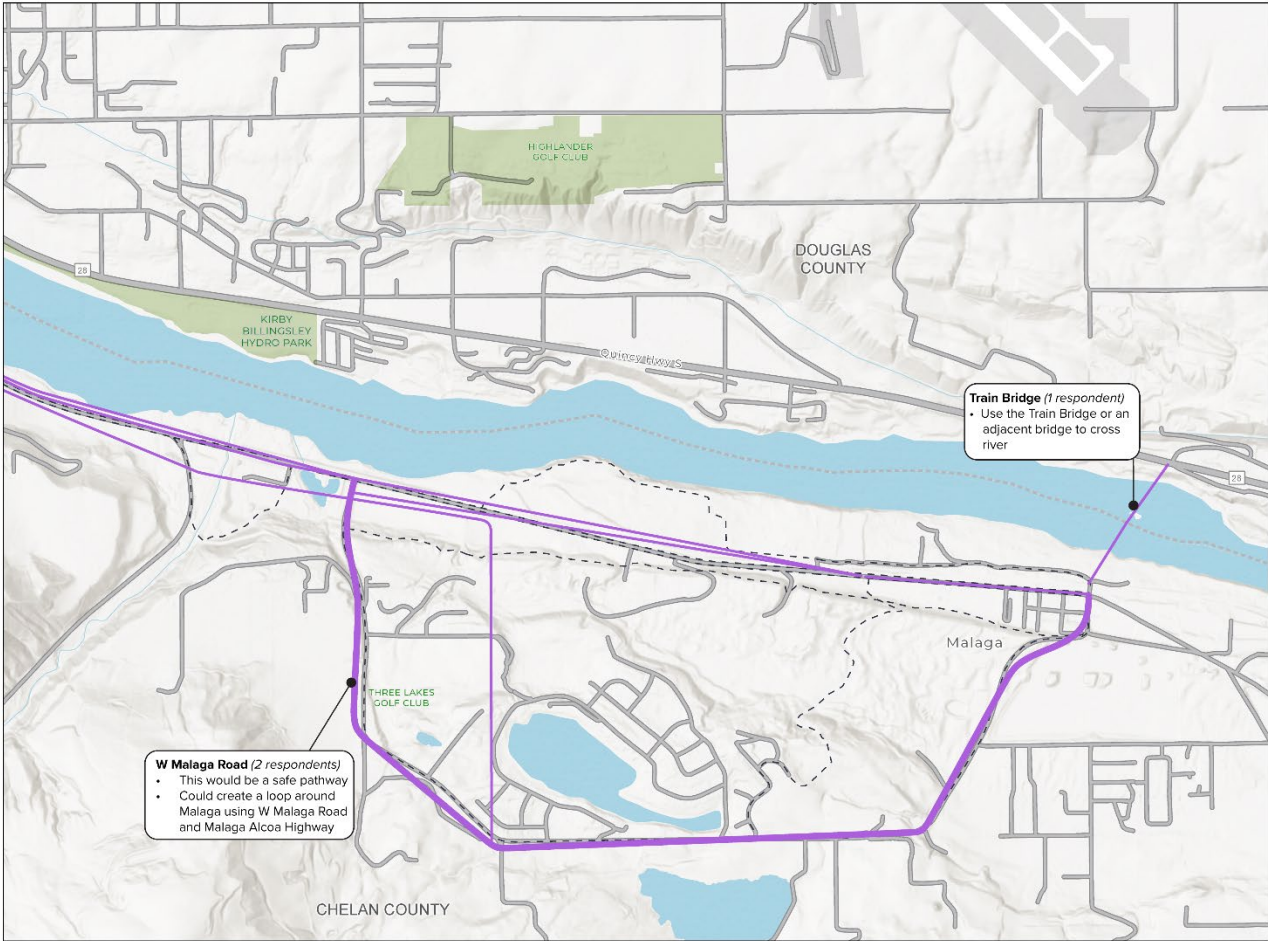 HIGHLANDER
GOLF CLUB
DOUGLAS
COUNTY
28
KIRBY
BILLINGSLEY
HYDRO PARK
Quincy Hwy S
Train Bridge (1 respondent)
• Use the Train Bridge or an
adjacent bridge to cross
river
28
Malaga
THREE LAKES
GOLF CLUB
W Malaga Road (2 respondents)
• This would be a safe pathway
• Could create a loop around
Malaga using W Malaga Road
and Malaga Alcoa Highway
CHELAN COUNTY